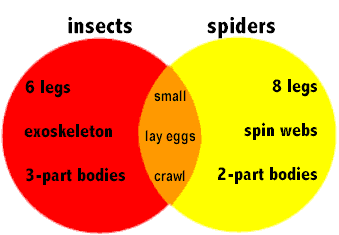 insects spiders
6 legs small 8 legs
exoskeleton lay eggs spin webs
3-part bodies crawl 2-part bodies